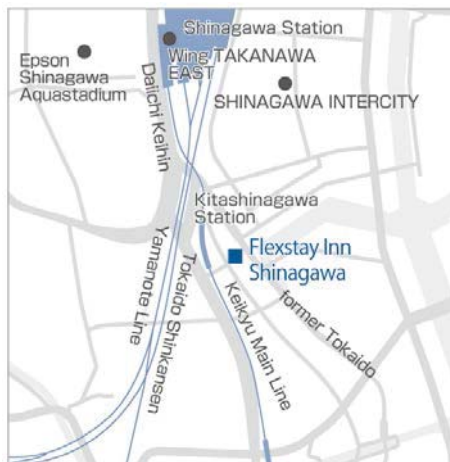 Shinagawa Station
Wing TAKANAWA
EAST
Epson
Shinagawa
Aquastadium
SHINAGAWA INTERCITY
Daiichi Keihin
Kitashinagawa
Station
Flexstay Inn
Shinagawa
Yamanote Line
Tokaido Shinkansen
Keikyu Main Line
former Tokaido